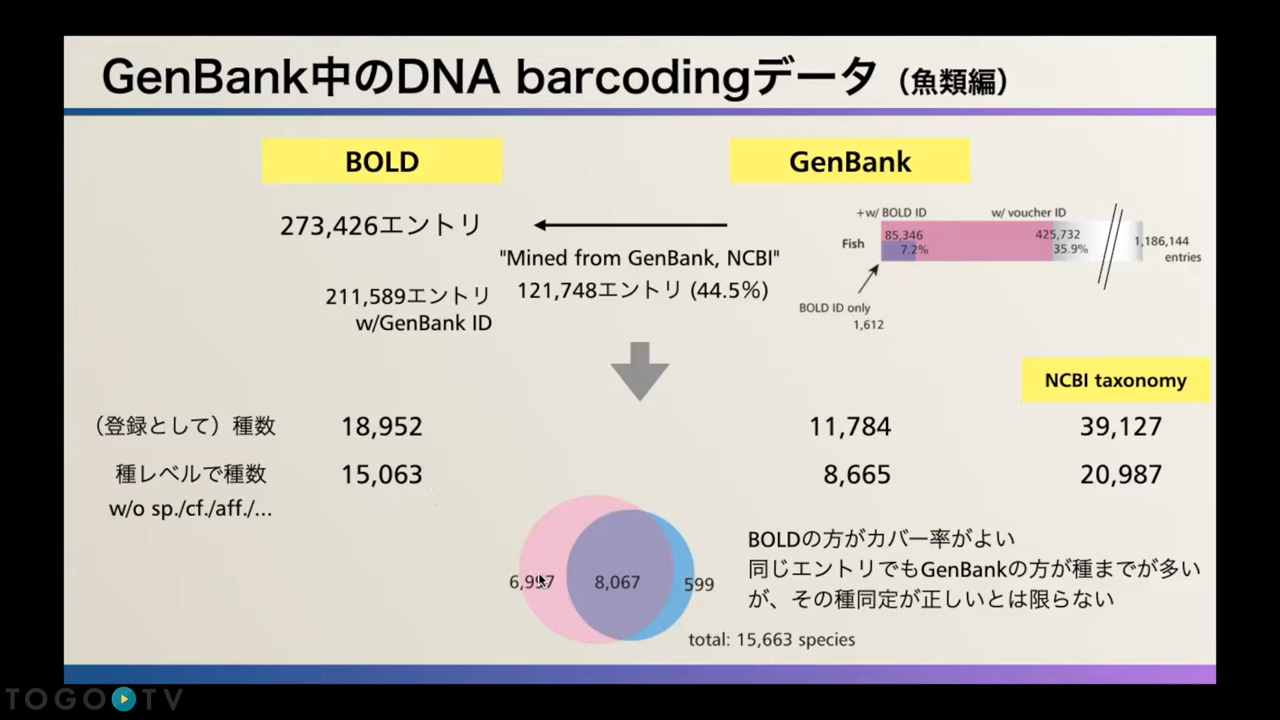 GenBank中のDNA barcodingデータ（魚類編）
BOLD
GenBank
273,426エントリ
"Mined from GenBank, NCBI"
121,748エントリ (44.5%)
211,589エントリ
w/GenBank ID
+w/ BOLD ID
w/ voucher ID
Fish
85,346
7.2%
425,732
35.9%
1,186,144
entries
BOLD ID only
1,612
NCBI taxonomy
（登録として）種数
18,952
11,784
39,127
種レベルで種数
15,063
8,665
20,987
w/o sp./cf./aff./...
6,997
8,067
599
total: 15,663 species
BOLDの方がカバー率がよい
同じエントリでもGenBankの方が種までが多い
が、その種同定が正しいとは限らない
TOGO TV